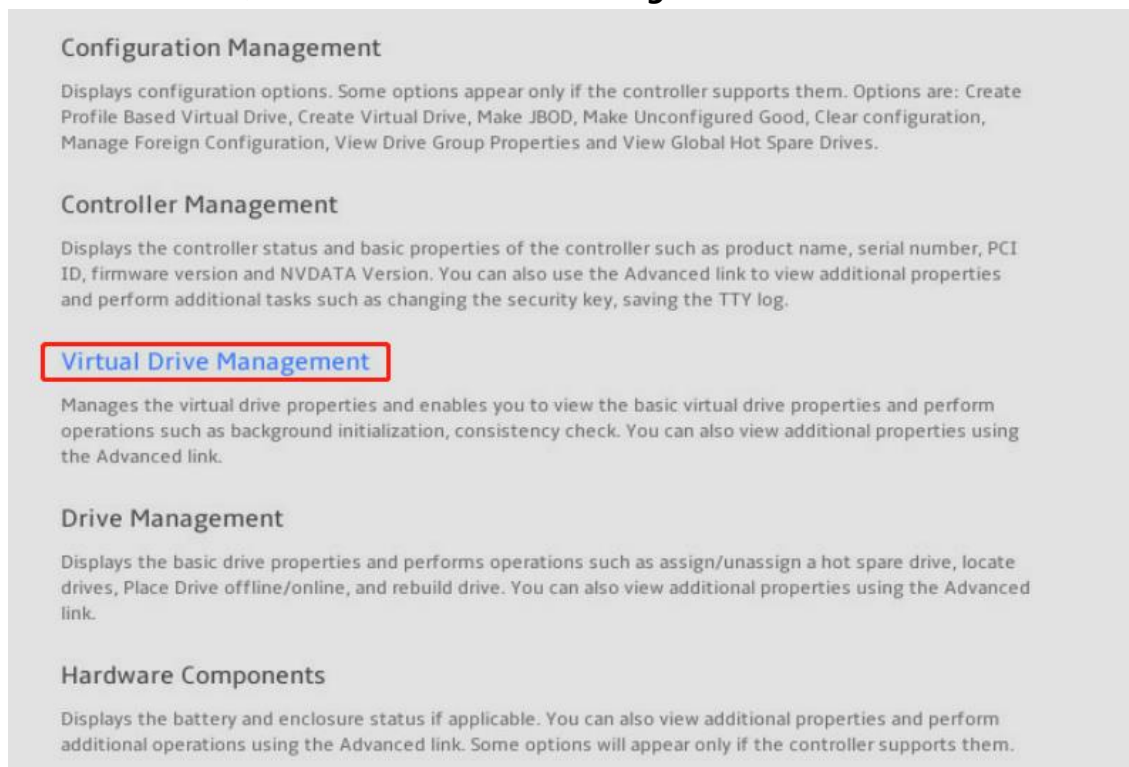 Configuration Management
Displays configuration options. Some options appear only if the controller supports them. Options are: Create
Profile Based Virtual Drive, Create Virtual Drive, Make JBOD, Make Unconfigured Good, Clear configuration,
Manage Foreign Configuration, View Drive Group Properties and View Global Hot Spare Drives.
Controller Management
Displays the controller status and basic properties of the controller such as product name, serial number, PCI
ID, firmware version and NVDATA Version. You can also use the Advanced link to view additional properties
and perform additional tasks such as changing the security key, saving the TTY log.
Virtual Drive Management
Manages the virtual drive properties and enables you to view the basic virtual drive properties and perform
operations such as background initialization, consistency check. You can also view additional properties using
the Advanced link.
Drive Management
Displays the basic drive properties and performs operations such as assign/unassign a hot spare drive, locate
drives, Place Drive offline/online, and rebuild drive. You can also view additional properties using the Advanced
link.
Hardware Components
Displays the battery and enclosure status if applicable. You can also view additional properties and perform
additional operations using the Advanced link. Some options will appear only if the controller supports them.